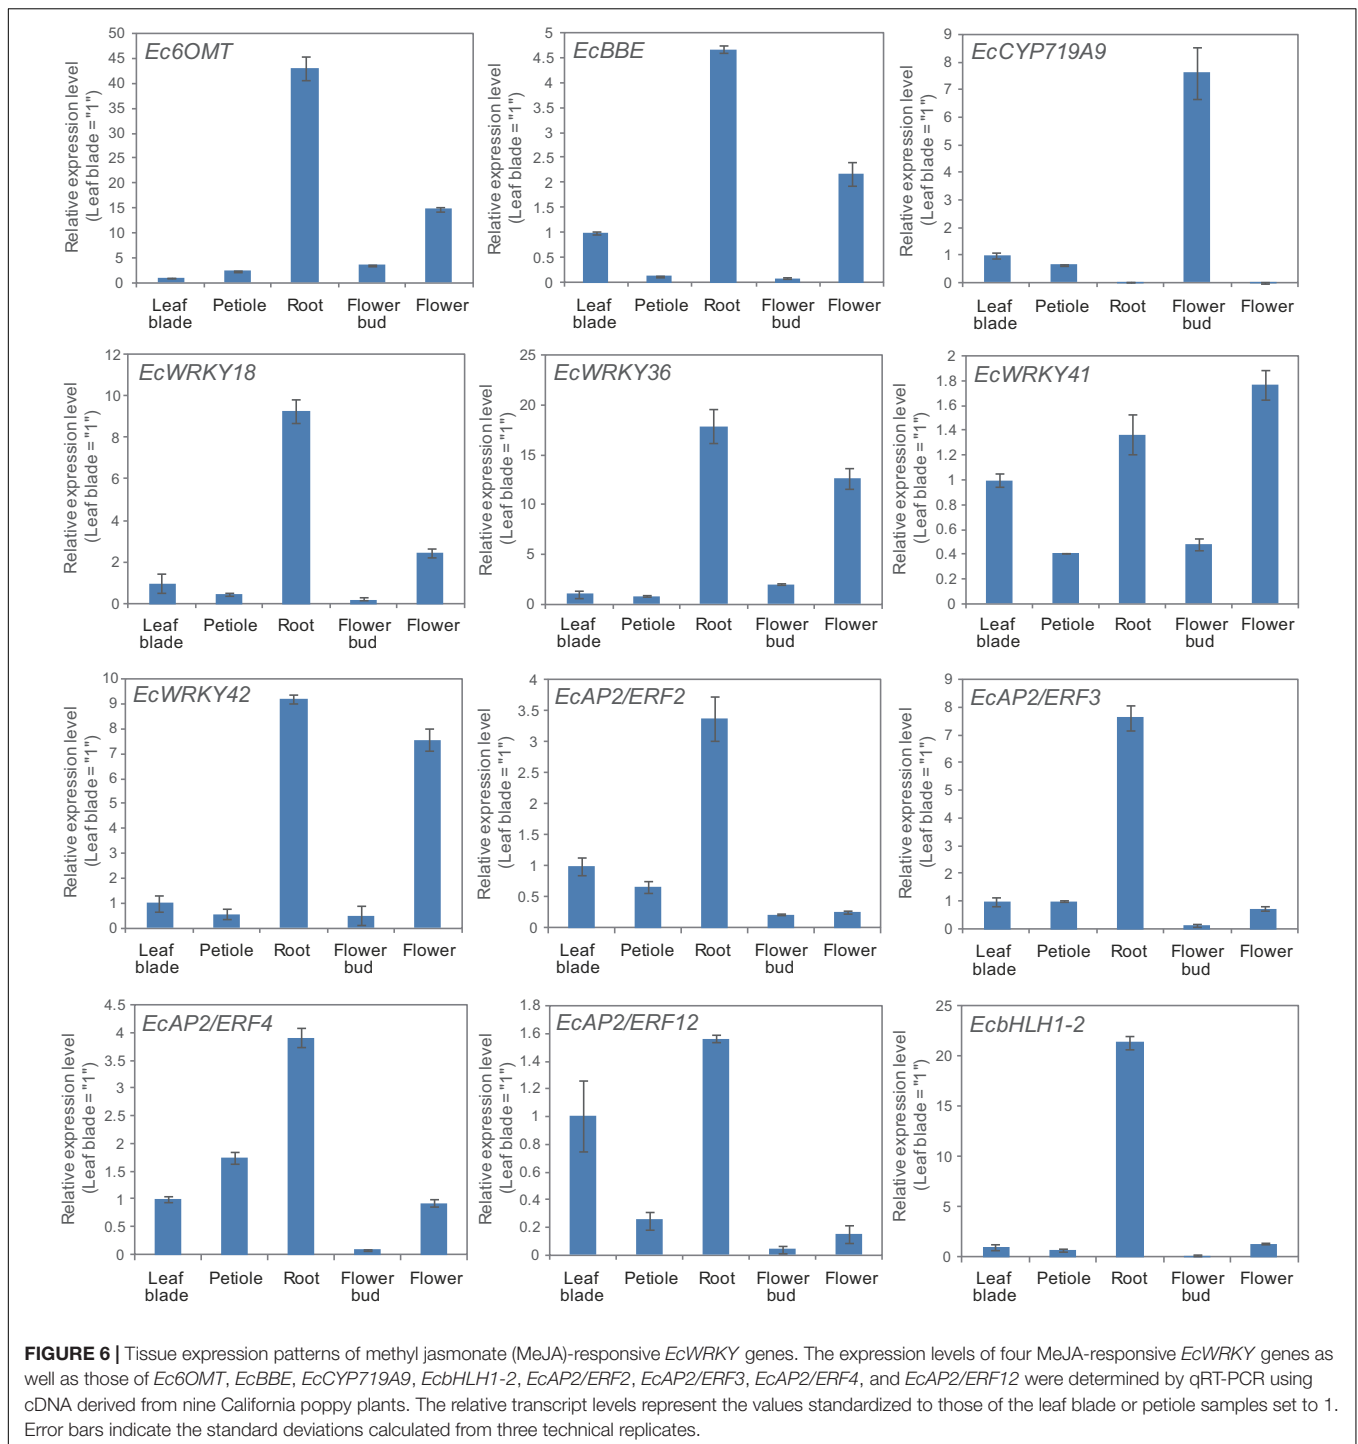 Ec6OMT
Relative expression level
(Leaf blade = "1")
50
45
40
35
30
25
20
15
10
5
0
Leaf blade
Petiole
Root
Flower bud
Flower
EcBBE
Relative expression level
(Leaf blade = "1")
5
4.5
4
3.5
3
2.5
2
1.5
1
0.5
0
Leaf blade
Petiole
Root
Flower bud
Flower
EcCYP719A9
Relative expression level
(Leaf blade = "1")
9
8
7
6
5
4
3
2
1
0
Leaf blade
Petiole
Root
Flower bud
Flower
EcWRKY18
Relative expression level
(Leaf blade = "1")
12
10
8
6
4
2
0
Leaf blade
Petiole
Root
Flower bud
Flower
EcWRKY36
Relative expression level
(Leaf blade = "1")
25
20
15
10
5
0
Leaf blade
Petiole
Root
Flower bud
Flower
EcWRKY41
Relative expression level
(Leaf blade = "1")
2
1.8
1.6
1.4
1.2
1
0.8
0.6
0.4
0.2
0
Leaf blade
Petiole
Root
Flower bud
Flower
EcWRKY42
Relative expression level
(Leaf blade = "1")
10
9
8
7
6
5
4
3
2
1
0
Leaf blade
Petiole
Root
Flower bud
Flower
EcAP2/ERF2
Relative expression level
(Leaf blade = "1")
4
3.5
3
2.5
2
1.5
1
0.5
0
Leaf blade
Petiole
Root
Flower bud
Flower
EcAP2/ERF3
Relative expression level
(Leaf blade = "1")
9
8
7
6
5
4
3
2
1
0
Leaf blade
Petiole
Root
Flower bud
Flower
EcAP2/ERF4
Relative expression level
(Leaf blade = "1")
4.5
4
3.5
3
2.5
2
1.5
1
0.5
0
Leaf blade
Petiole
Root
Flower bud
Flower
EcAP2/ERF12
Relative expression level
(Leaf blade = "1")
1.8
1.6
1.4
1.2
1
0.8
0.6
0.4
0.2
0
Leaf blade
Petiole
Root
Flower bud
Flower
EcbHLH1-2
Relative expression level
(Leaf blade = "1")
25
20
15
10
5
0
Leaf blade
Petiole
Root
Flower bud
Flower
FIGURE 6 | Tissue expression patterns of methyl jasmonate (MeJA)-responsive EcWRKY genes. The expression levels of four MeJA-responsive EcWRKY genes as
well as those of Ec6OMT, EcBBE, EcCYP719A9, EcbHLH1-2, EcAP2/ERF2, EcAP2/ERF3, EcAP2/ERF4, and EcAP2/ERF12 were determined by qRT-PCR using
cDNA derived from nine California poppy plants. The relative transcript levels represent the values standardized to those of the leaf blade or petiole samples set to 1.
Error bars indicate the standard deviations calculated from three technical replicates.